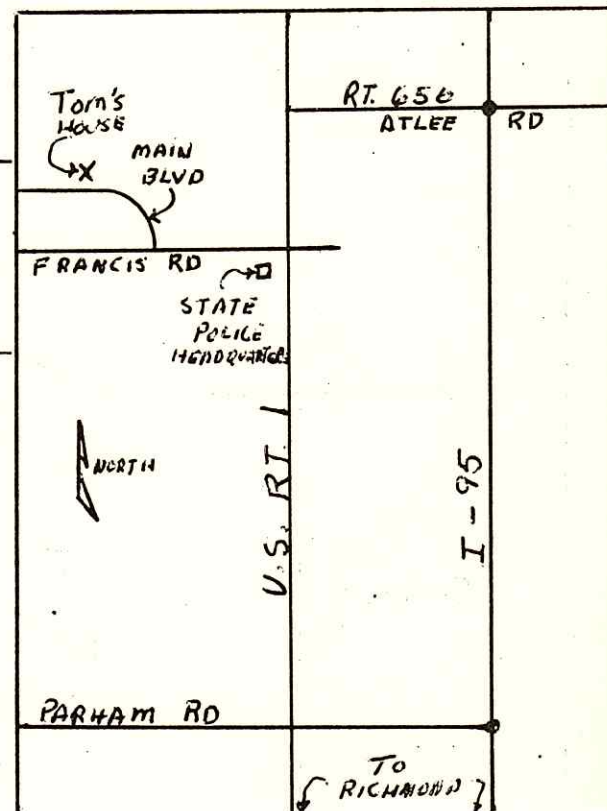 Tom's
HOUSE
X
MAIN
BLVD
RT. 656
ATLEE RD
FRANCIS RD
STATE
POLICE
HEADQUARTERS
NORTH
U.S. RT. 1
I-95
PARHAM RD
TO
RICHMOND